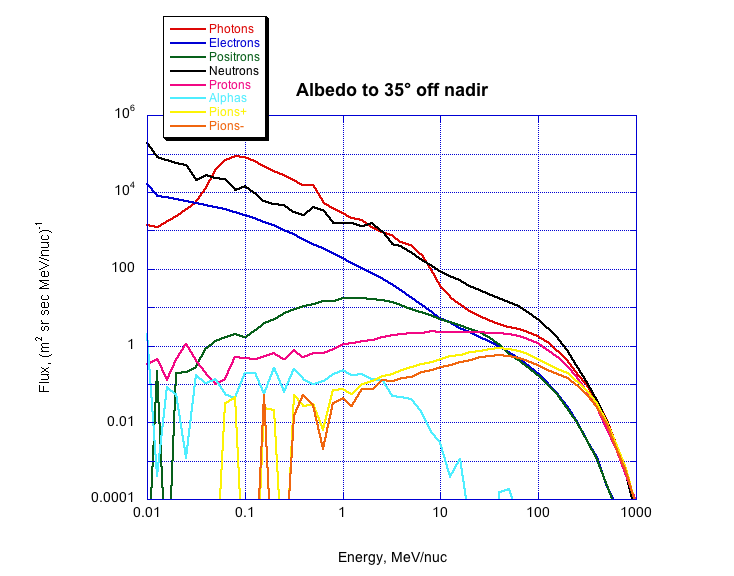 Photons
Electrons
Positrons
Neutrons
Protons
Alphas
Pions+
Pions-
Albedo to 35° off nadir
10^6
10^4
100
1
0.01
0.0001
0.01 0.1 1 10 100 1000
Flux, (m^2 sr sec MeV/nuc)^-1
Energy, MeV/nuc